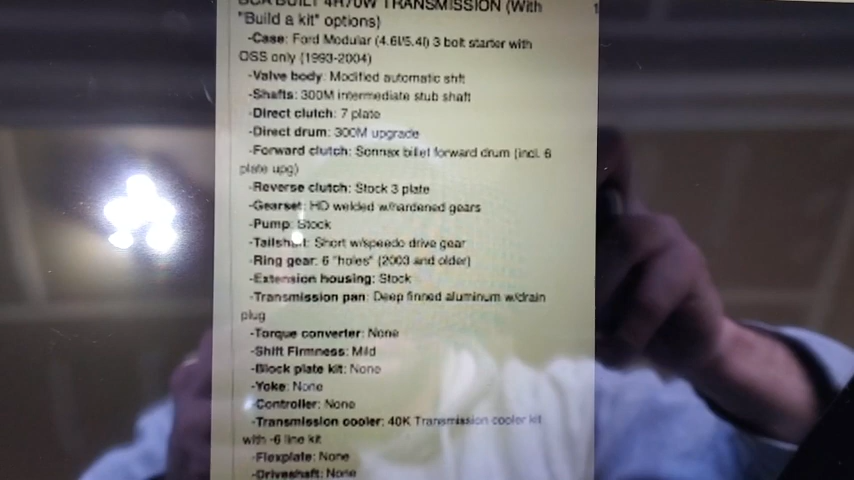 BUILT 4R70W TRANSMISSION (With
"Build a kit" options)
-Case: Ford Modular (4.6l/5.4l) 3 bolt starter with
OSS only (1993-2004)
-Valve body: Modified automatic shft
-Shafts: 300M intermediate stub shaft
-Direct clutch: 7 plate
-Direct drum: 300M upgrade
-Forward clutch: Sonnax billet forward drum (incl. 6
plate upg)
-Reverse clutch: Stock 3 plate
-Gearset: HD welded w/hardened gears
-Pump: Stock
-Tailshaft: Short w/speedo drive gear
-Ring gear: 6 "holes" (2003 and older)
-Extension housing: Stock
-Transmission pan: Deep finned aluminum w/drain
plug
-Torque converter: None
-Shift Firmness: Mild
-Block plate kit: None
-Yoke: None
-Controller: None
-Transmission cooler: 40K Transmission cooler kit
with -6 line kit
-Flexplate: None
-Driveshaft: None